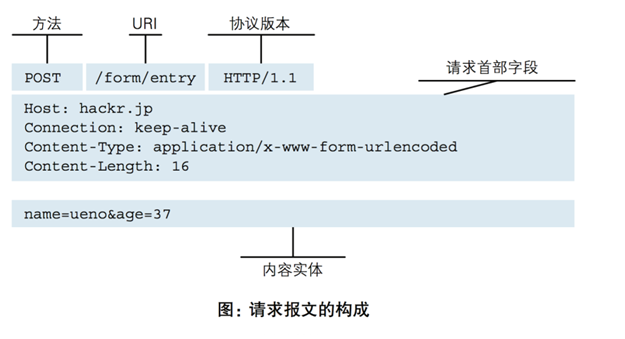 方法 URI 协议版本
请求首部字段
POST /form/entry HTTP/1.1
Host: hackr.jp
Connection: keep-alive
Content-Type: application/x-www-form-urlencoded
Content-Length: 16
name=ueno&age=37
内容实体
图：请求报文的构成